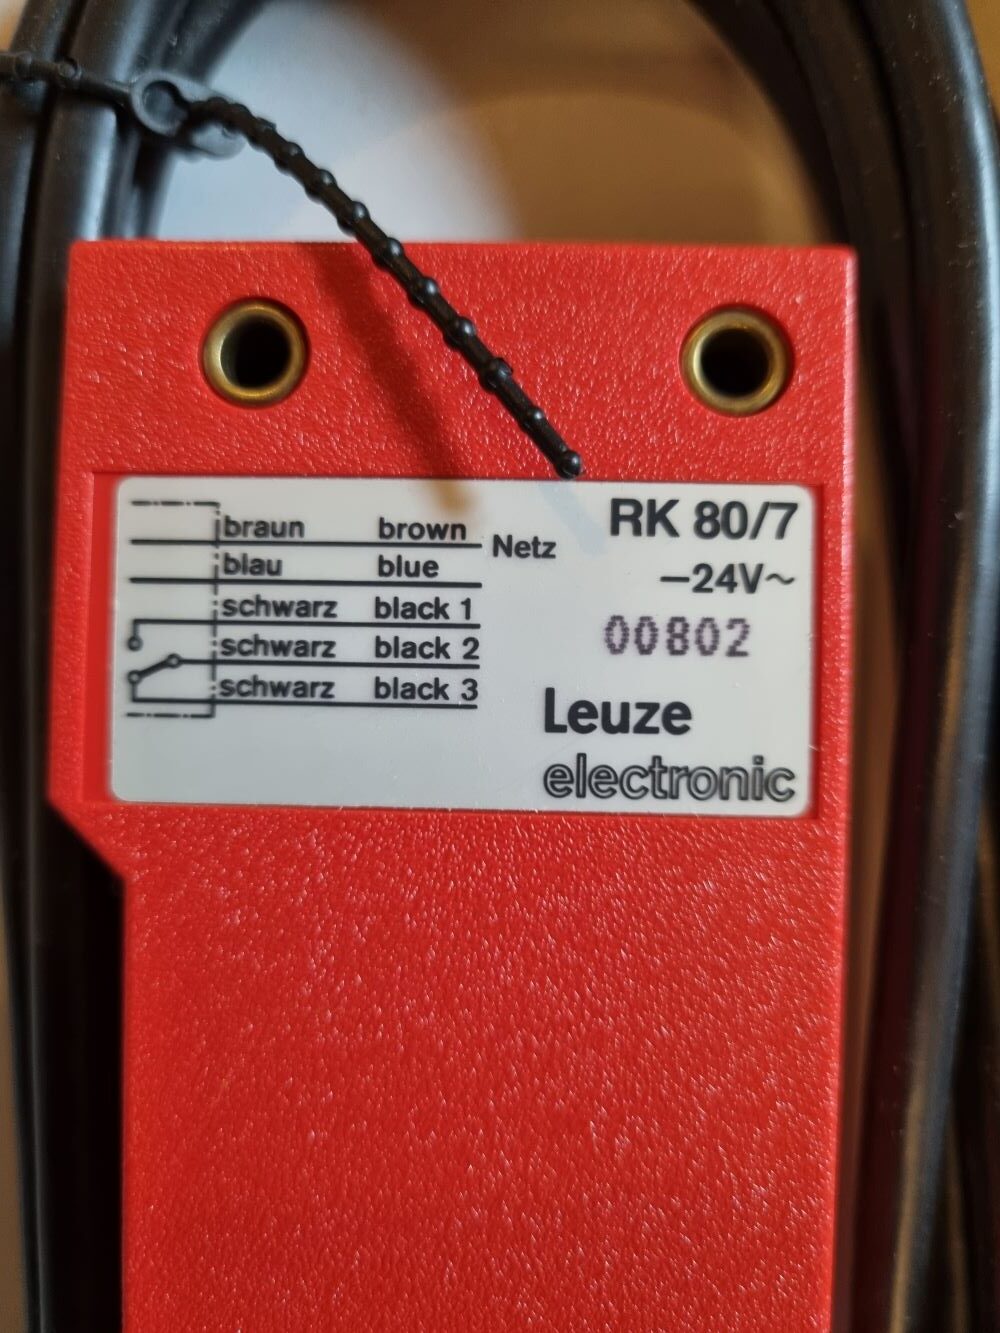 braun brown
Netz
blau blue
schwarz black 1
schwarz black 2
schwarz black 3
RK 80/7
–24V~
00802
Leuze
electronic